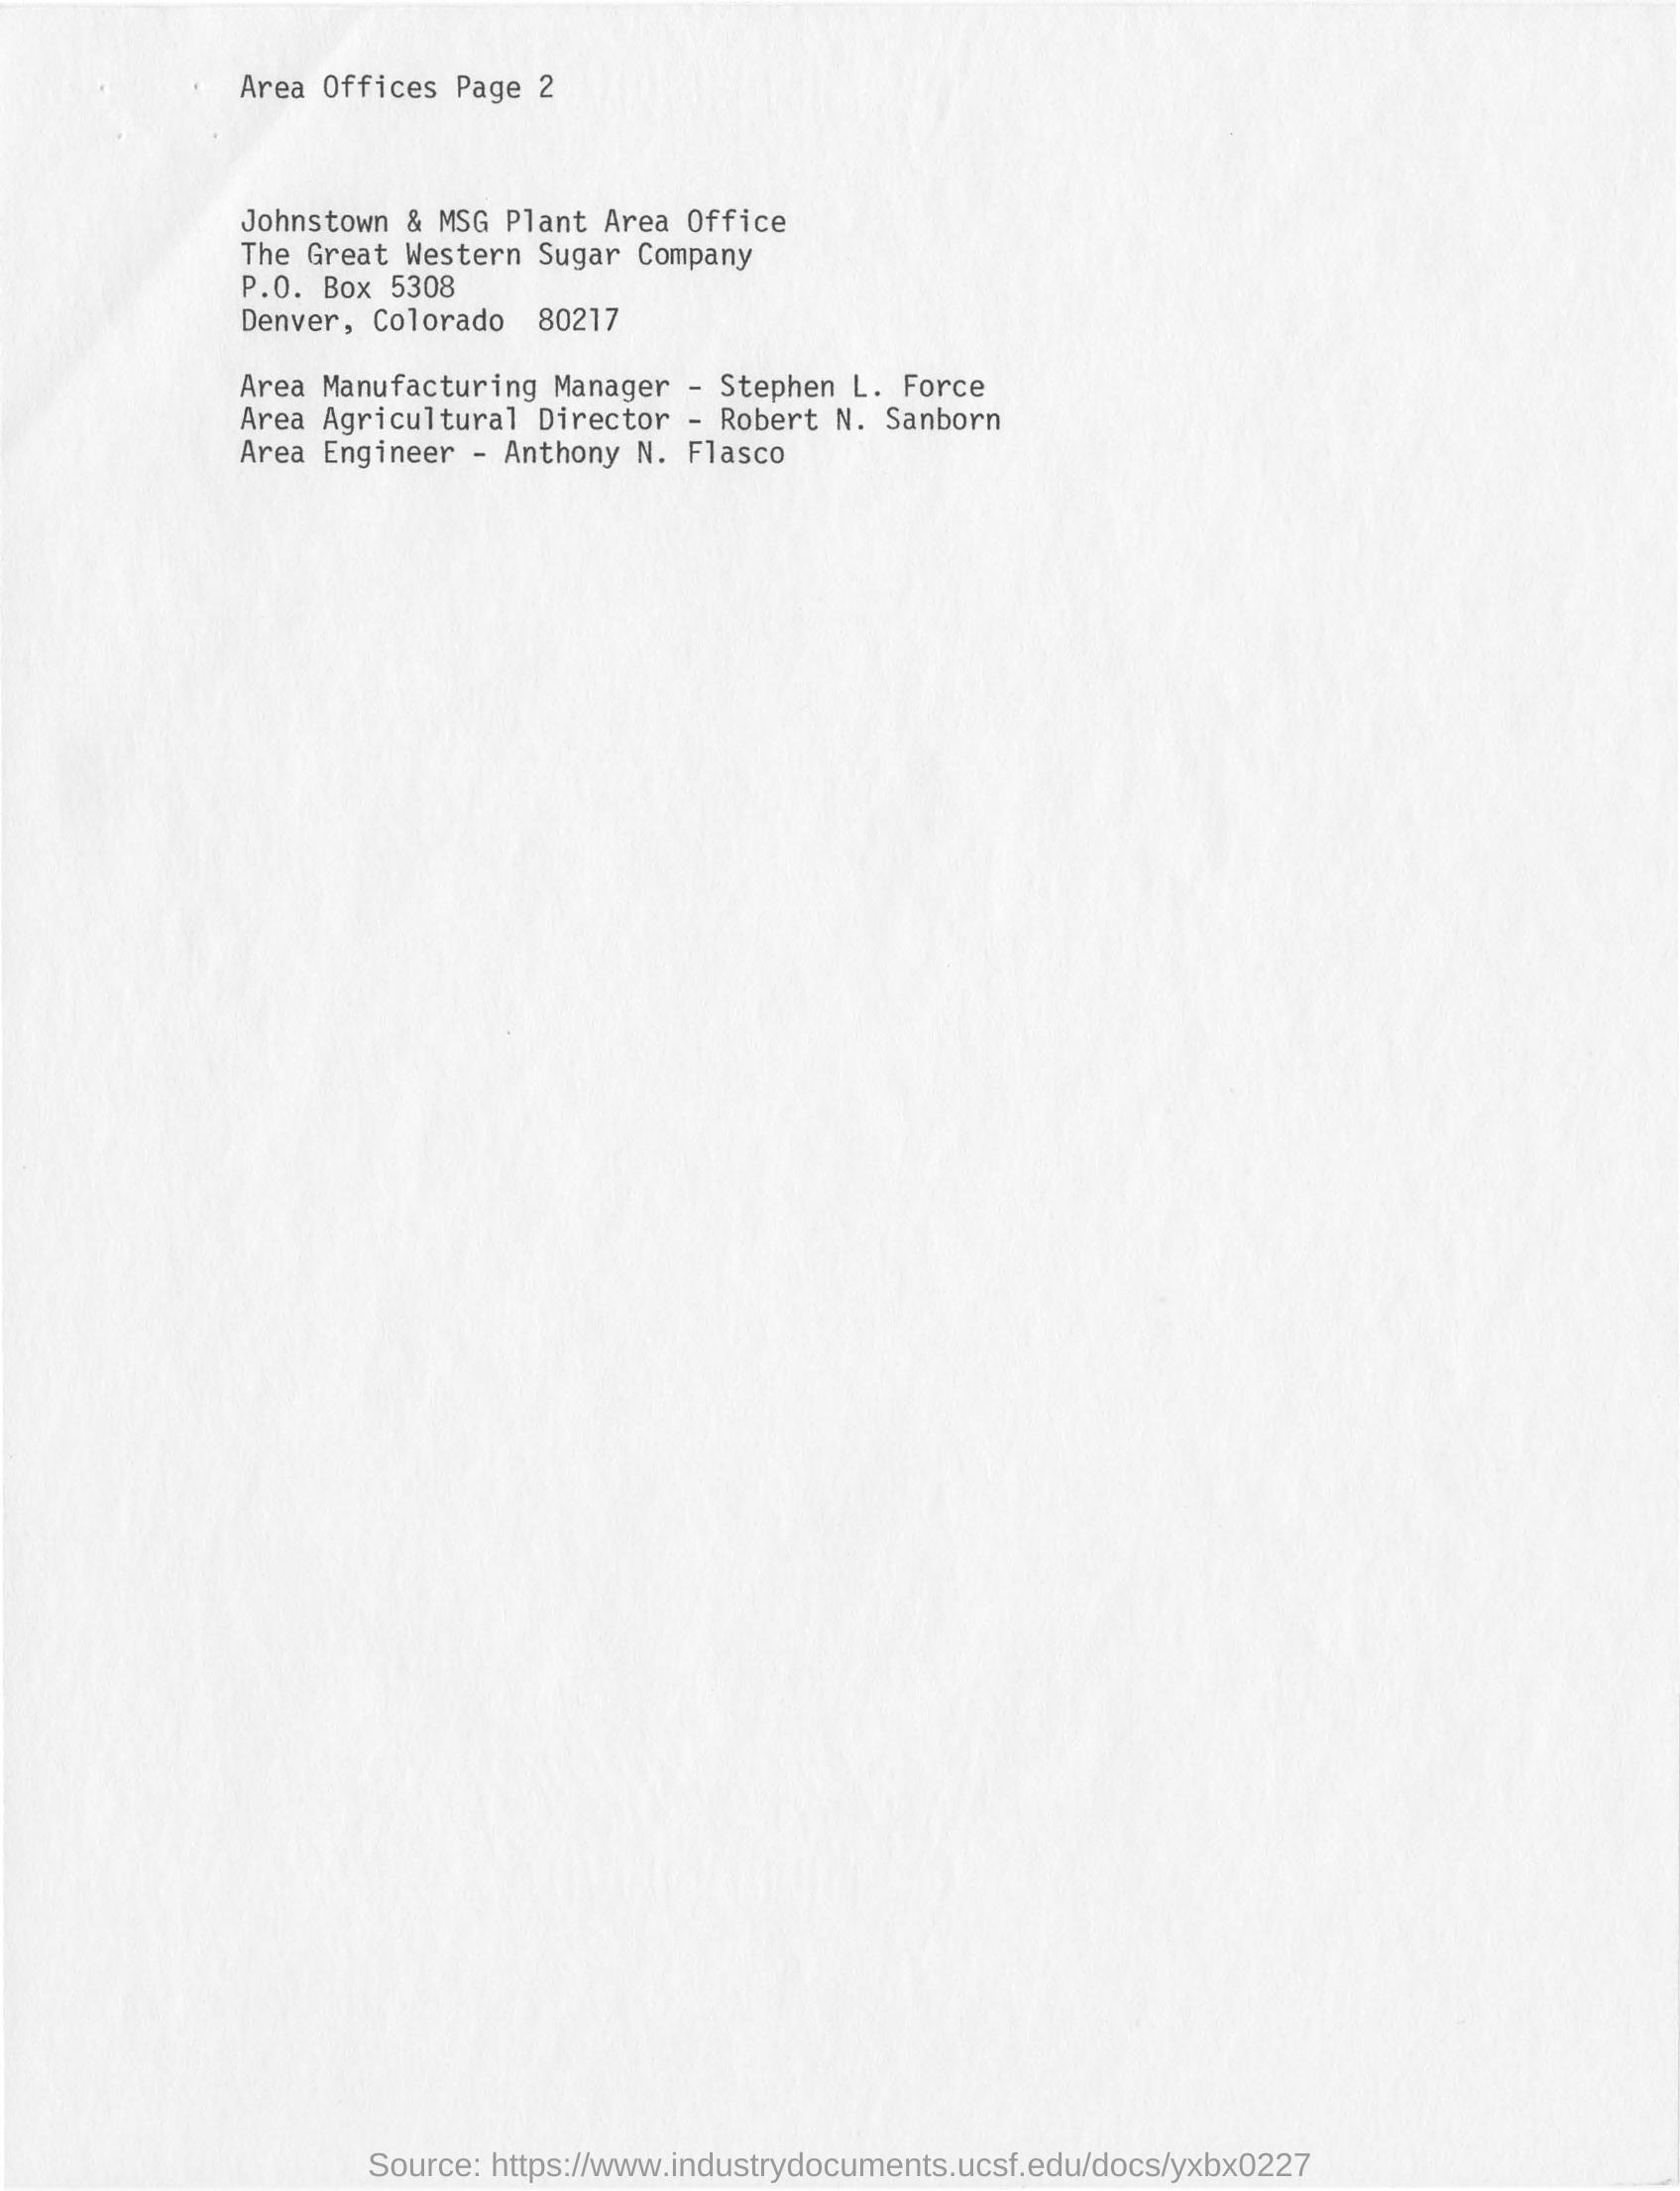 Area Offices Page 2
Johnstown & MSG Plant Area Office
The Great Western Sugar Company
P.O. Box 5308
Denver, Colorado 80217
Area Manufacturing Manager - Stephen L. Force
Area Agricultural Director - Robert N. Sanborn
Area Engineer - Anthony N. Flasco
Source: https://www.industrydocuments.ucsf.edu/docs/yxbx0227